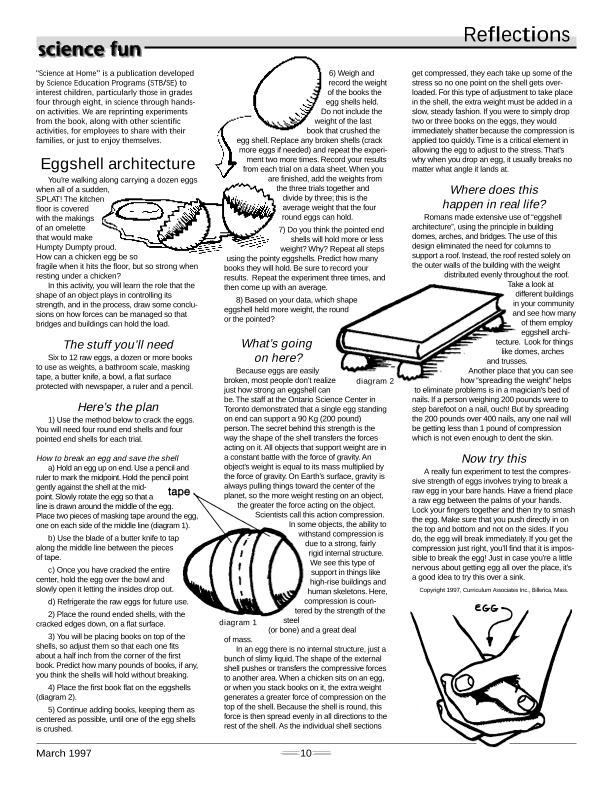 Reflections
science fun
"Science at Home" is a publication developed
by Science Education Programs (STB/SE) to
interest children, particularly those in grades
four through eight, in science through hands-
on activities. We are reprinting experiments
from the book, along with other scientific
activities, for employees to share with their
families, or just to enjoy themselves.
Eggshell architecture
You're walking along carrying a dozen eggs
when all of a sudden,
SPLAT! The kitchen
floor is covered
with the makings
of an omelette
that would make
Humpty Dumpty proud.
How can a chicken egg be so
fragile when it hits the floor, but so strong when
resting under a chicken?
In this activity, you will learn the role that the
shape of an object plays in controlling its
strength, and in the process, draw some conclu-
sions on how forces can be managed so that
bridges and buildings can hold the load.
The stuff you'll need
Six to 12 raw eggs, a dozen or more books
to use as weights, a bathroom scale, masking
tape, a butter knife, a bowl, a flat surface
protected with newspaper, a ruler and a pencil.
Here's the plan
1) Use the method below to crack the eggs.
You will need four round end shells and four
pointed end shells for each trial.
How to break an egg and save the shell
a) Hold an egg up on end. Use a pencil and
ruler to mark the midpoint. Hold the pencil point
gently against the shell at the mid-
point. Slowly rotate the egg so that a
line is drawn around the middle of the egg.
Place two pieces of masking tape around the egg,
one on each side of the middle line (diagram 1).
b) Use the blade of a butter knife to tap
along the middle line between the pieces
of tape.
c) Once you have cracked the entire
center, hold the egg over the bowl and
slowly open it letting the insides drop out.
d) Refrigerate the raw eggs for future use.
2) Place the round ended shells, with the
cracked edges down, on a flat surface.
3) You will be placing books on top of the
shells, so adjust them so that each one fits
about a half inch from the corner of the first
book. Predict how many pounds of books, if any,
you think the shells will hold without breaking.
4) Place the first book flat on the eggshells
(diagram 2).
5) Continue adding books, keeping them as
centered as possible, until one of the egg shells
is crushed.
6) Weigh and
record the weight
of the books the
egg shells held.
Do not include the
weight of the last
book that crushed the
egg shell. Replace any broken shells (crack
more eggs if needed) and repeat the experi-
ment two more times. Record your results
from each trial on a data sheet. When you
are finished, add the weights from
the three trials together and
divide by three; this is the
average weight that the four
round eggs can hold.
7) Do you think the pointed end
shells will hold more or less
weight? Why? Repeat all steps
using the pointy eggshells. Predict how many
books they will hold. Be sure to record your
results. Repeat the experiment three times, and
then come up with an average.
8) Based on your data, which shape
eggshell held more weight, the round
or the pointed?
What's going
on here?
Because eggs are easily
broken, most people don't realize
just how strong an eggshell can
be. The staff at the Ontario Science Center in
Toronto demonstrated that a single egg standing
on end can support a 90 Kg (200 pound)
person. The secret behind this strength is the
way the shape of the shell transfers the forces
acting on it. All objects that support weight are in
a constant battle with the force of gravity. An
object's weight is equal to its mass multiplied by
the force of gravity. On Earth's surface, gravity is
always pulling things toward the center of the
planet, so the more weight resting on an object,
the greater the force acting on the object.
Scientists call this action compression.
In some objects, the ability to
withstand compression is
due to a strong, fairly
rigid internal structure.
We see this type of
support in things like
high-rise buildings and
human skeletons. Here,
compression is coun-
tered by the strength of the
steel
(or bone) and a great deal
of mass.
In an egg there is no internal structure, just a
bunch of slimy liquid. The shape of the external
shell pushes or transfers the compressive forces
to another area. When a chicken sits on an egg,
or when you stack books on it, the extra weight
generates a greater force of compression on the
top of the shell. Because the shell is round, this
force is then spread evenly in all directions to the
rest of the shell. As the individual shell sections
tape
diagram 1
diagram 2
get compressed, they each take up some of the
stress so no one point on the shell gets over-
loaded. For this type of adjustment to take place
in the shell, the extra weight must be added in a
slow, steady fashion. If you were to simply drop
two or three books on the eggs, they would
immediately shatter because the compression is
applied too quickly. Time is a critical element in
allowing the egg to adjust to the stress. That's
why when you drop an egg, it usually breaks no
matter what angle it lands at.
Where does this
happen in real life?
Romans made extensive use of "eggshell
architecture", using the principle in building
domes, arches, and bridges. The use of this
design eliminated the need for columns to
support a roof. Instead, the roof rested solely on
the outer walls of the building with the weight
distributed evenly throughout the roof.
Take a look at
different buildings
in your community
and see how many
of them employ
eggshell archi-
tecture. Look for things
like domes, arches
and trusses.
Another place that you can see
how "spreading the weight" helps
to eliminate problems is in a magician's bed of
nails. If a person weighing 200 pounds were to
step barefoot on a nail, ouch! But by spreading
the 200 pounds over 400 nails, any one nail will
be getting less than 1 pound of compression
which is not even enough to dent the skin.
Now try this
A really fun experiment to test the compres-
sive strength of eggs involves trying to break a
raw egg in your bare hands. Have a friend place
a raw egg between the palms of your hands.
Lock your fingers together and then try to smash
the egg. Make sure that you push directly in on
the top and bottom and not on the sides. If you
do, the egg will break immediately. If you get the
compression just right, you'll find that it is impos-
sible to break the egg! Just in case you're a little
nervous about getting egg all over the place, it's
a good idea to try this over a sink.
Copyright 1997, Curriculum Associates Inc., Billerica, Mass.
EGG
March 1997
10